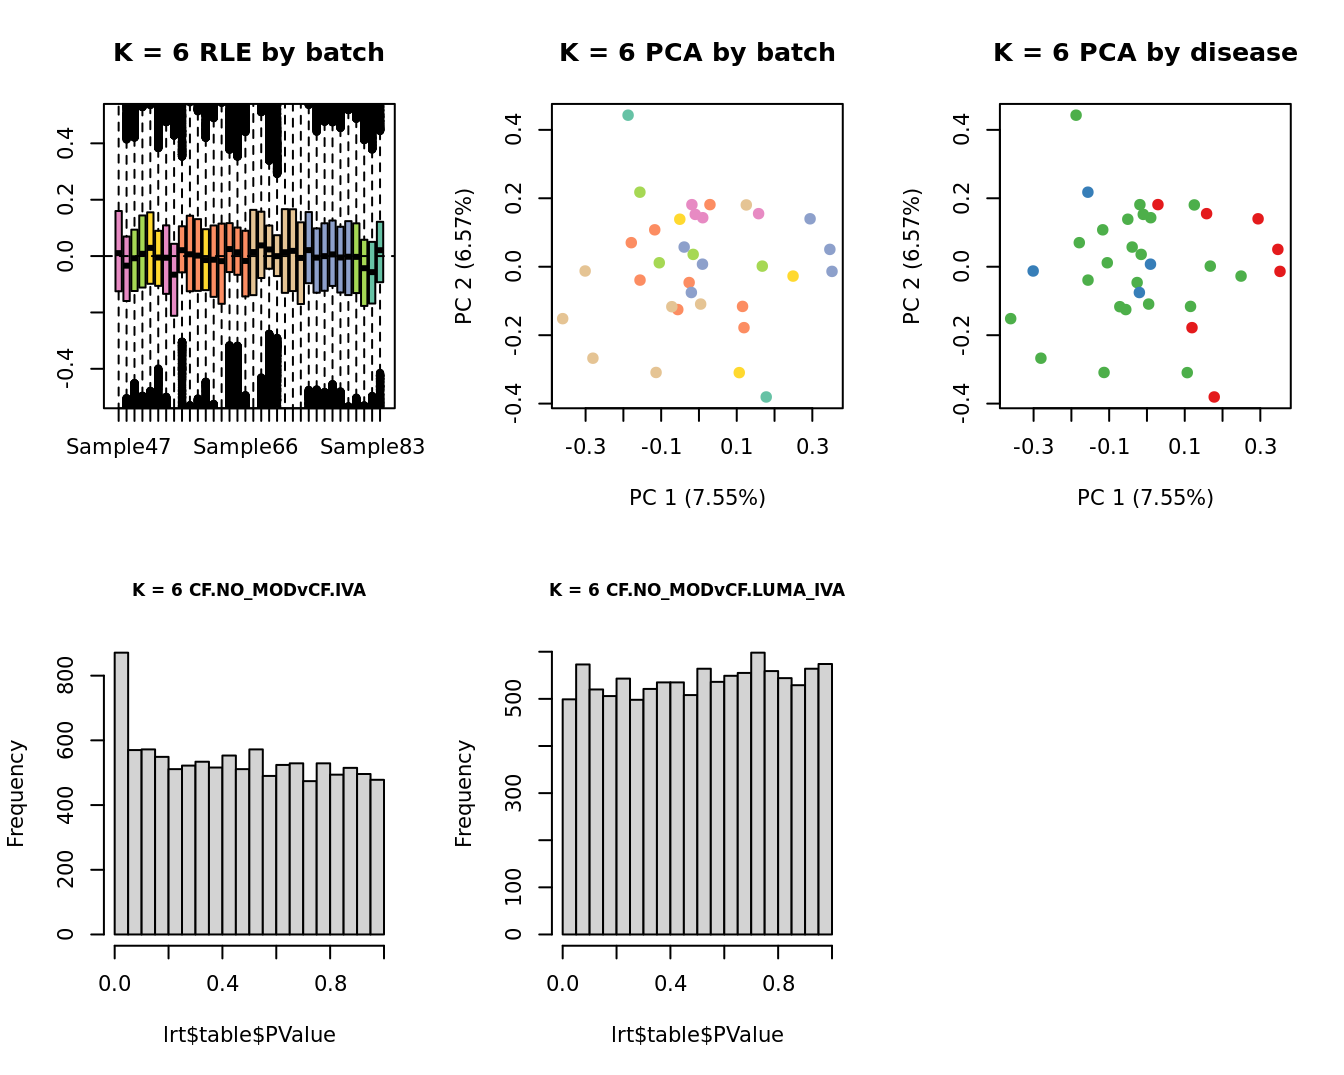 K = 6 RLE by batch
0.4
0.2
0.0
-0.4
Sample47 Sample66 Sample83
K = 6 PCA by batch
PC 2 (6.57%)
0.4
0.2
0.0
-0.2
-0.4
-0.3 -0.1 0.1 0.3
PC 1 (7.55%)
K = 6 PCA by disease
PC 2 (6.57%)
0.4
0.2
0.0
-0.2
-0.4
-0.3 -0.1 0.1 0.3
PC 1 (7.55%)
K = 6 CF.NO_MODvCF.IVA
Frequency
800
600
400
200
0
0.0 0.4 0.8
lrt$table$PValue
K = 6 CF.NO_MODvCF.LUMA_IVA
Frequency
500
300
100
0
0.0 0.4 0.8
lrt$table$PValue